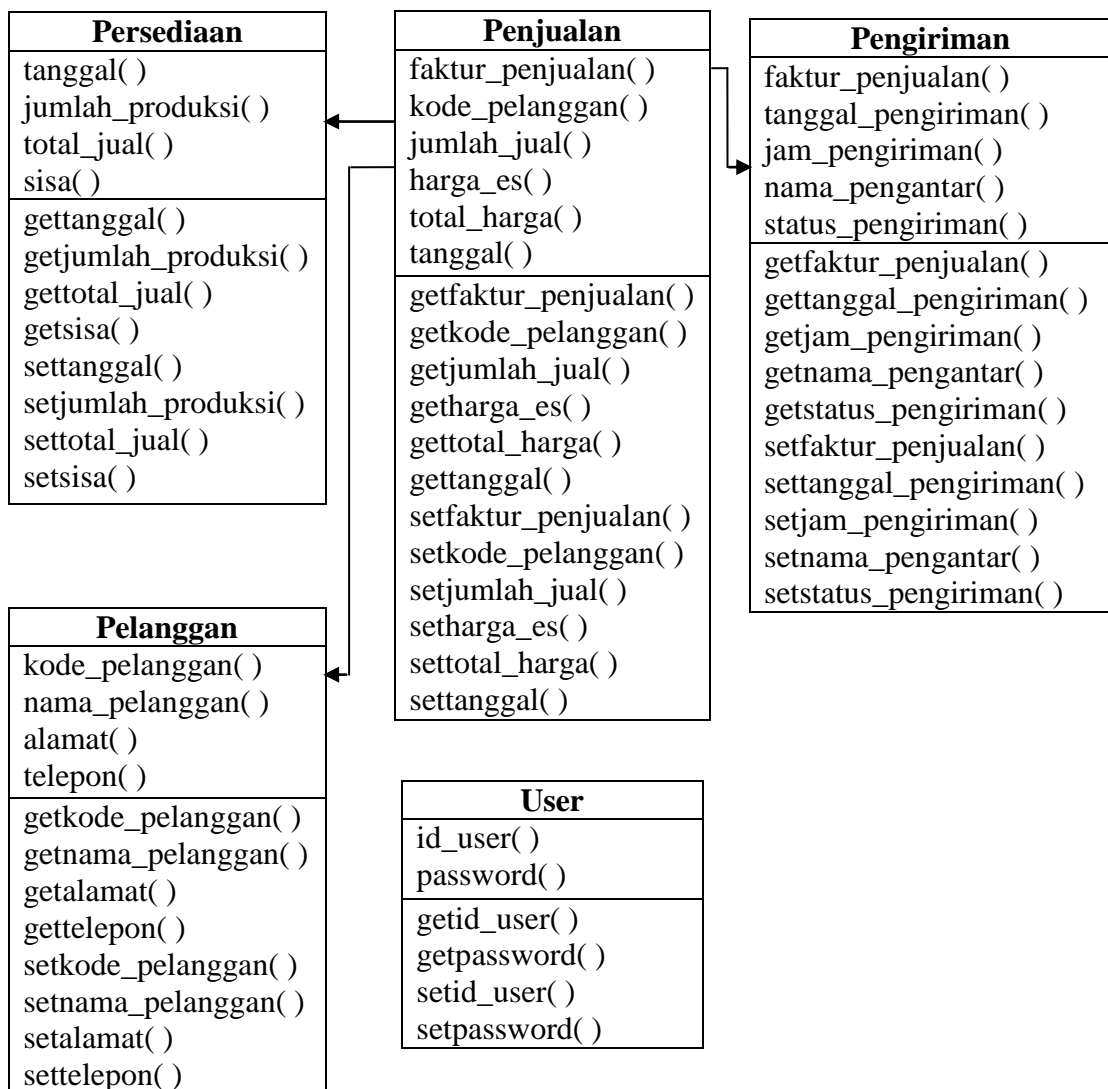 Persediaan
tanggal( )
jumlah_produksi( )
total_jual( )
sisa( )
gettanggal( )
getjumlah_produksi( )
gettotal_jual( )
getsisa( )
settanggal( )
setjumlah_produksi( )
settotal_jual( )
setsisa( )
Penjualan
faktur_penjualan( )
kode_pelanggan( )
jumlah_jual( )
harga_es( )
total_harga( )
tanggal( )
getfaktur_penjualan( )
getkode_pelanggan( )
getjumlah_jual( )
getharga_es( )
gettotal_harga( )
gettanggal( )
setfaktur_penjualan( )
setkode_pelanggan( )
setjumlah_jual( )
setharga_es( )
settotal_harga( )
settanggal( )
Pengiriman
faktur_penjualan( )
tanggal_pengiriman( )
jam_pengiriman( )
nama_pengantar( )
status_pengiriman( )
getfaktur_penjualan( )
gettanggal_pengiriman( )
getjam_pengiriman( )
getnama_pengantar( )
getstatus_pengiriman( )
setfaktur_penjualan( )
settanggal_pengiriman( )
setjam_pengiriman( )
setnama_pengantar( )
setstatus_pengiriman( )
Pelanggan
kode_pelanggan( )
nama_pelanggan( )
alamat( )
telepon( )
getkode_pelanggan( )
getnama_pelanggan( )
getalamat( )
gettelepon( )
setkode_pelanggan( )
setnama_pelanggan( )
setalamat( )
settelepon( )
User
id_user( )
password( )
getid_user( )
getpassword( )
setid_user( )
setpassword( )